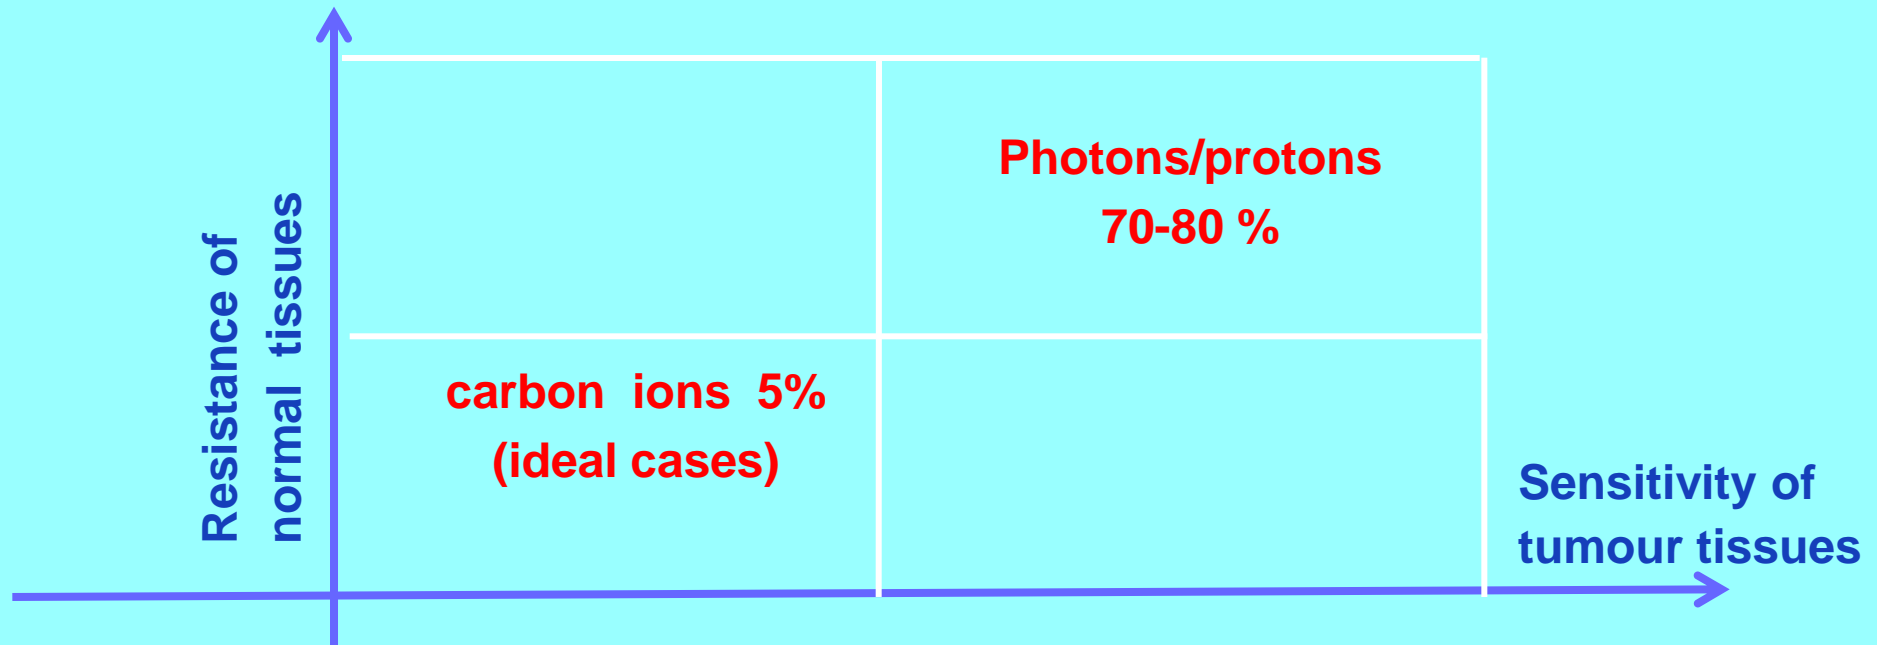 Photons/protons
70-80 %
Resistance of
normal tissues
carbon ions 5%
(ideal cases)
Sensitivity of
tumour tissues